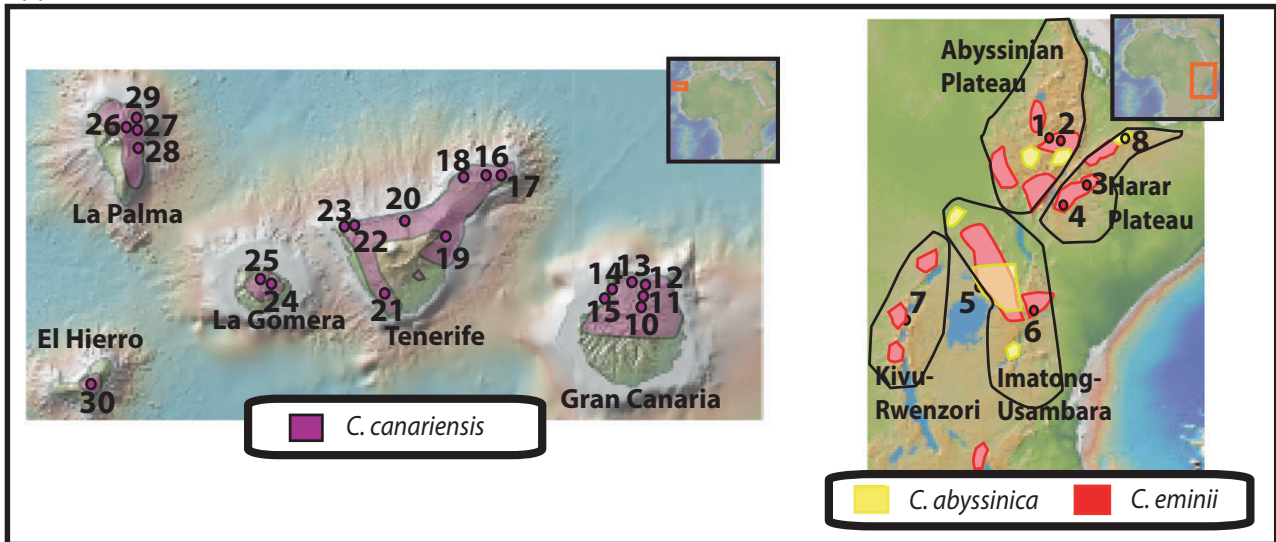 29
26 27
28
La Palma
18 16
17
20
23
22
19
21
Tenerife
25
24
La Gomera
El Hierro
30
13
14 12
11
15 10
Gran Canaria
C. canariensis
Abyssinian
Plateau
1 2
8
3
Harar
4
Plateau
5
7
6
Kivu-
Rwenzori
Imatong-
Usambara
C. abyssinica
C. eminii